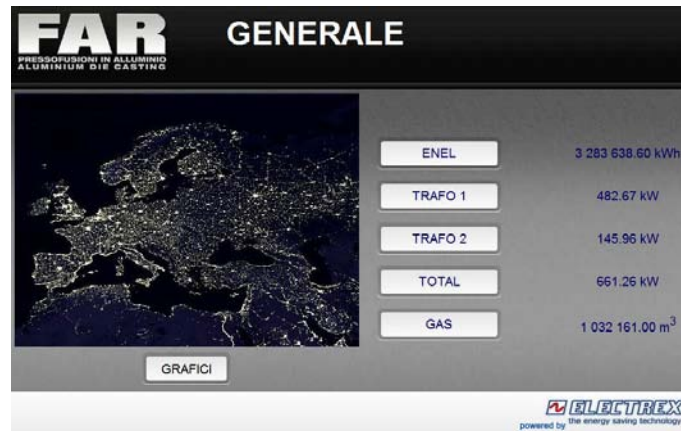 FAR
GENERALE
PRESSOFUSIONI IN ALLUMINIO
ALUMINIUM DIE CASTING
ENEL 3 283 638.60 kWh
TRAFO 1 482.67 kW
TRAFO 2 145.96 kW
TOTAL 661.26 kW
GAS 1 032 161.00 m³
GRAFICI
ELECTREX
powered by the energy saving technology